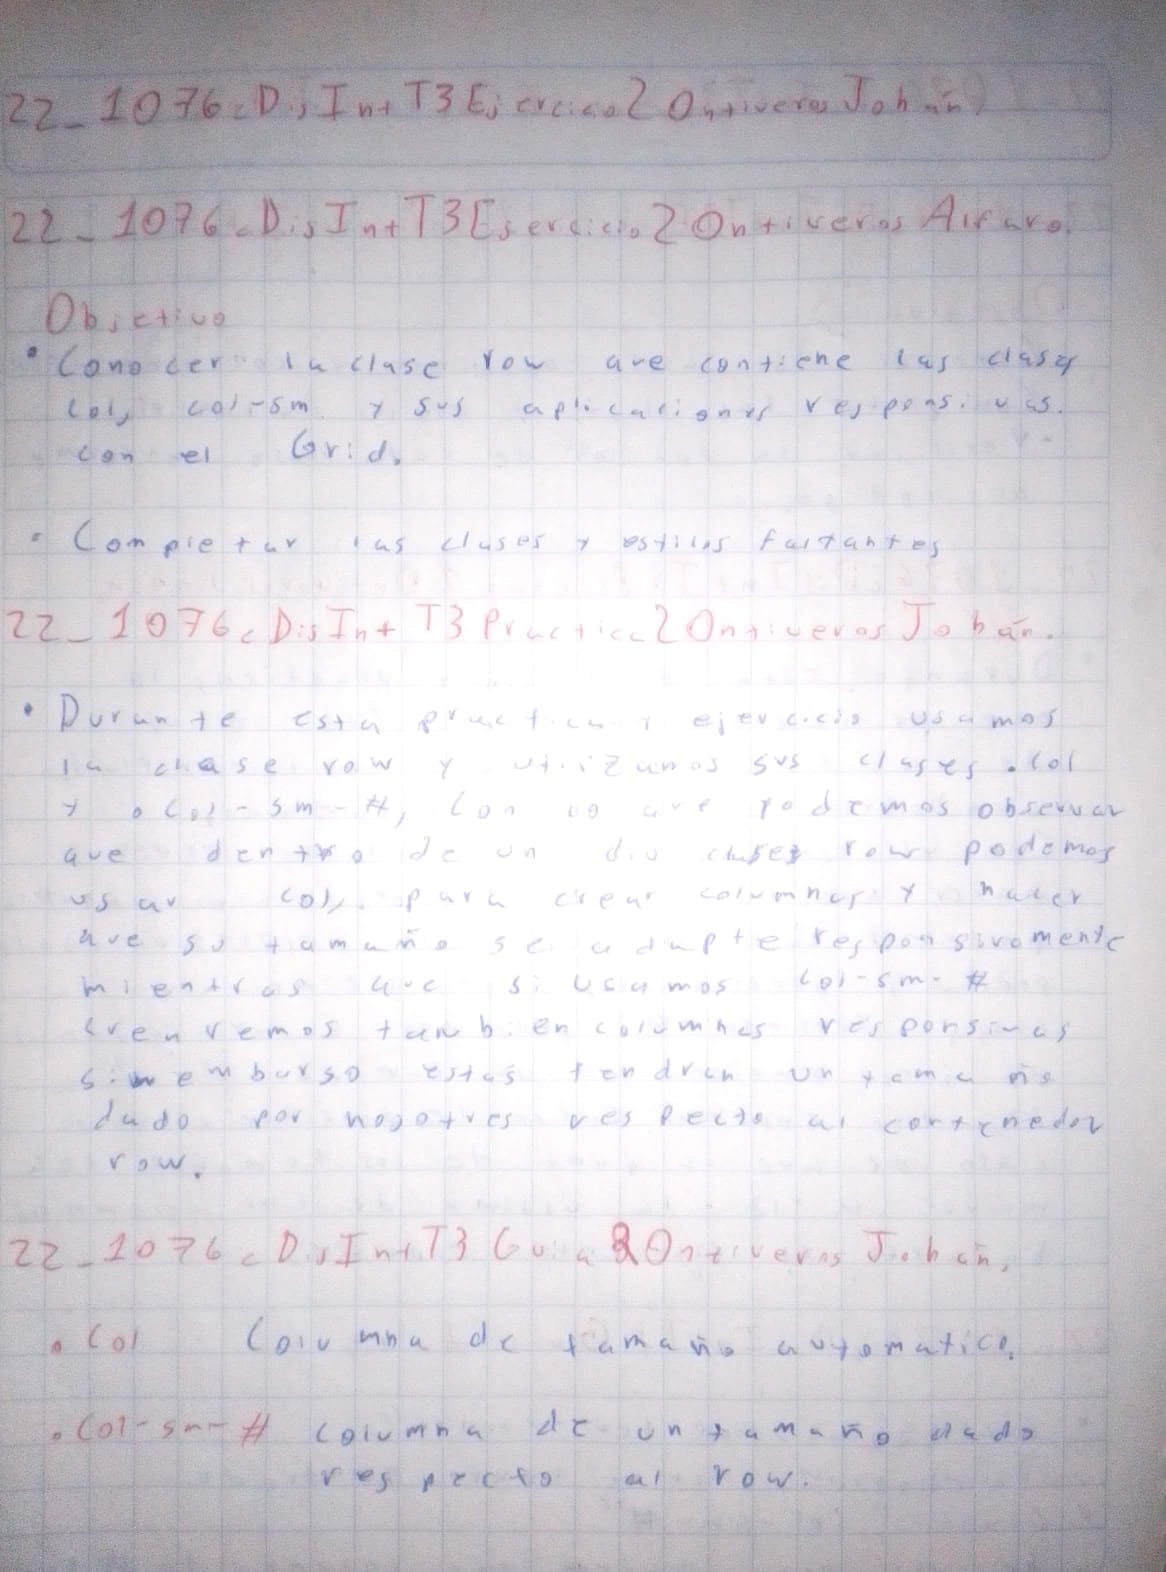 22_1076cDisIntT3Ejercicio2OntiverosJohan
22_1076cDisIntT3Esercicio2OntiverosAlfaro.
Objetivo
• Conocer la clase row que contiene las clases
col, col-sm y sus aplicaciones responsivas.
con el Grid.
• Completar las clases y estilos faltantes
22_1076cDisIntT3Practica2OntiverosJohan.
• Durante esta practica y ejercicio usamos
la clase row y utilizamos sus clases .col
y .col-sm-#, con lo que podemos observar
que dentro de un div clases row podemos
usar col, para crear columnas y hacer
que su tamaño se adapte responsivamente
mientras que si usamos col-sm-#
crearemos tambien columnas responsivas
sin embargo estas tendran un tamaño
dado por nosotros respecto al contenedor
row.
22_1076cDisIntT3Guia2OntiverosJohan.
• Col Columna de tamaño automatico.
• Col-sm-# columna de un tamaño dado
respecto al row.